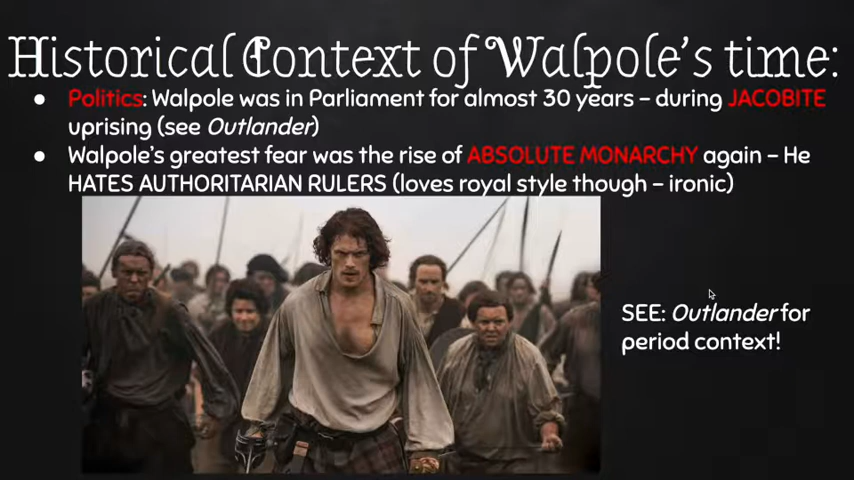 Historical Context of Walpole's time:
● Politics: Walpole was in Parliament for almost 30 years – during JACOBITE
uprising (see Outlander)
● Walpole's greatest fear was the rise of ABSOLUTE MONARCHY again – He
HATES AUTHORITARIAN RULERS (loves royal style though – ironic)
SEE: Outlander for
period context!